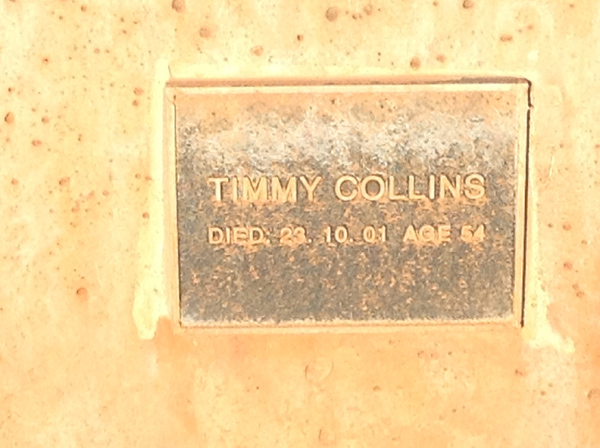 TIMMY COLLINS
DIED: 23. 10. 01 AGE 54